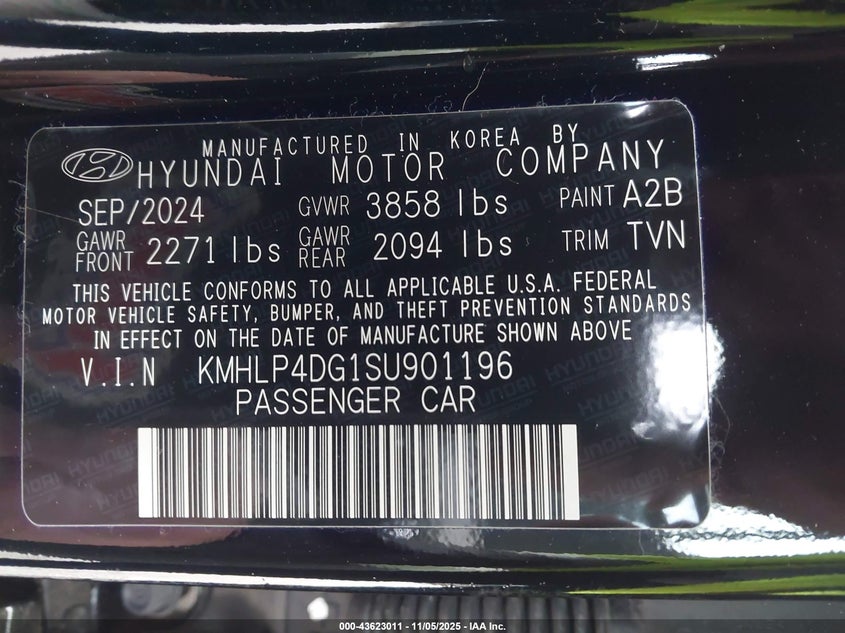 MANUFACTURED IN KOREA BY
HYUNDAI MOTOR COMPANY
SEP/2024 GVWR 3858 lbs PAINT A2B
GAWR FRONT 2271 lbs GAWR REAR 2094 lbs TRIM TVN
THIS VEHICLE CONFORMS TO ALL APPLICABLE U.S.A. FEDERAL
MOTOR VEHICLE SAFETY, BUMPER, AND THEFT PREVENTION STANDARDS
IN EFFECT ON THE DATE OF MANUFACTURE SHOWN ABOVE
V.I.N KMHLP4DG1SU901196
PASSENGER CAR
000-43623011 - 11/05/2025 - IAA Inc.